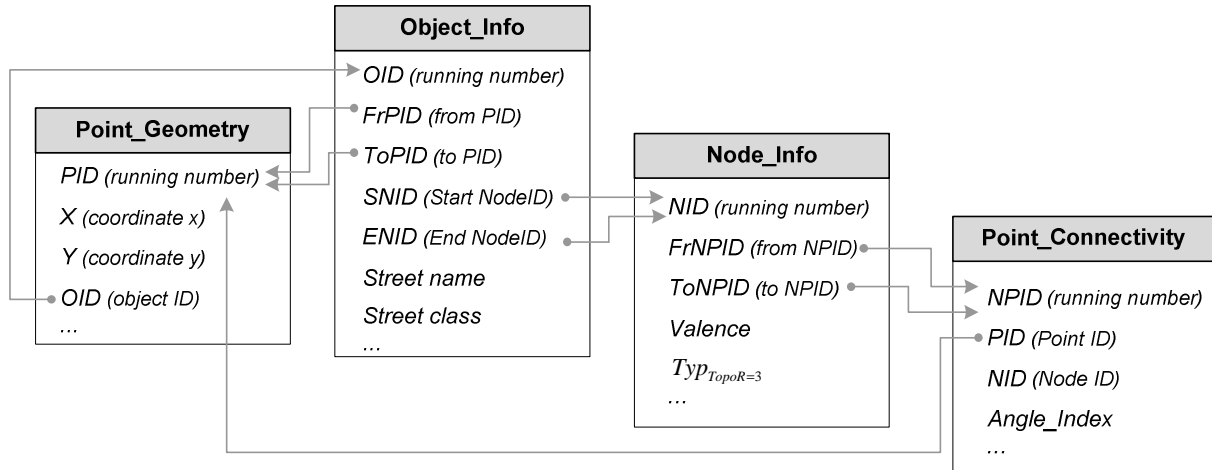 Object_Info
OID (running number)
FrPID (from PID)
ToPID (to PID)
SNID (Start NodeID)
ENID (End NodeID)
Street name
Street class
...
Point_Geometry
PID (running number)
X (coordinate x)
Y (coordinate y)
OID (object ID)
...
Node_Info
NID (running number)
FrNPID (from NPID)
ToNPID (to NPID)
Valence
Typ_TopoR=3
...
Point_Connectivity
NPID (running number)
PID (Point ID)
NID (Node ID)
Angle_Index
...